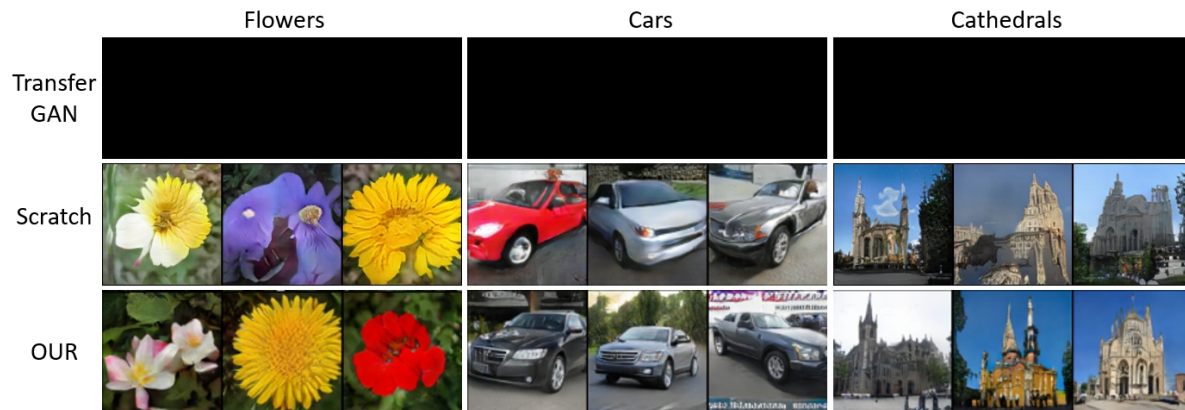 Flowers
Cars
Cathedrals
Transfer
GAN
Scratch
OUR